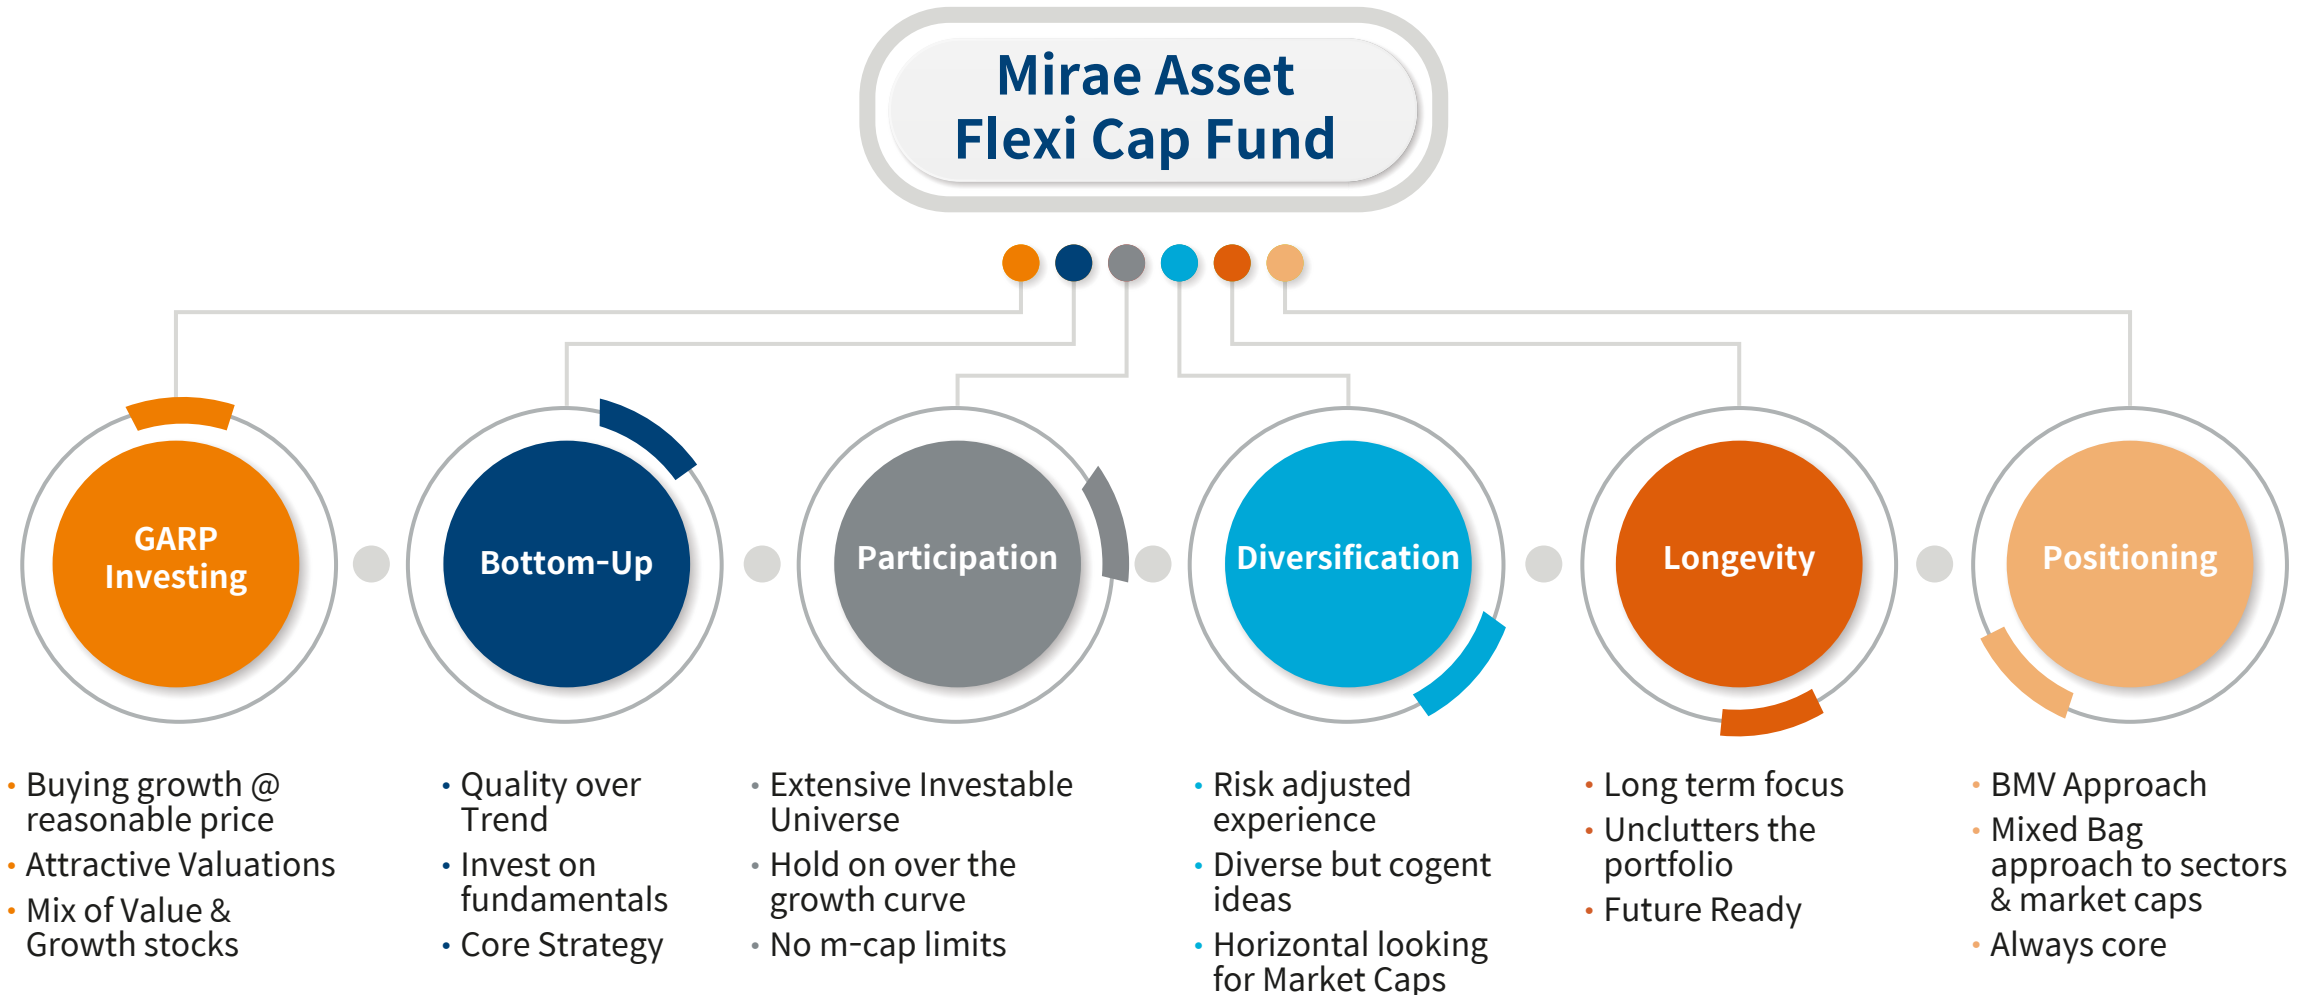 Mirae Asset
Flexi Cap Fund
GARP
Investing
Bottom-Up
Participation
Diversification
Longevity
Positioning
• Buying growth @
reasonable price
• Attractive Valuations
• Mix of Value &
Growth stocks
• Quality over
Trend
• Invest on
fundamentals
• Core Strategy
• Extensive Investable
Universe
• Hold on over the
growth curve
• No m-cap limits
• Risk adjusted
experience
• Diverse but cogent
ideas
• Horizontal looking
for Market Caps
• Long term focus
• Unclutters the
portfolio
• Future Ready
• BMV Approach
• Mixed Bag
approach to sectors
& market caps
• Always core